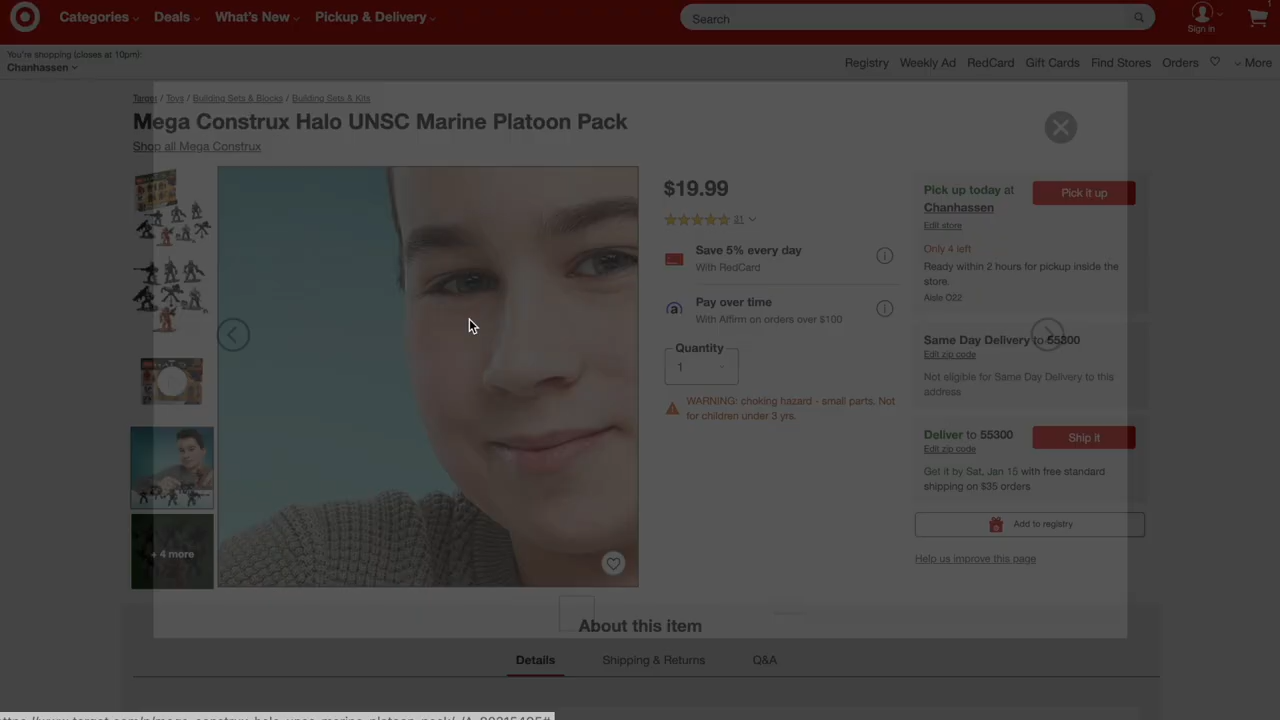 Categories
Deals
What's New
Pickup & Delivery
Search
Sign in
You're shopping (closes at 10pm):
Chanhassen
Registry
Weekly Ad
RedCard
Gift Cards
Find Stores
Orders
More
Target / Toys / Building Sets & Blocks / Building Sets & Kits
Mega Construx Halo UNSC Marine Platoon Pack
Shop all Mega Construx
+ 4 more
$19.99
31
Save 5% every day
With RedCard
Pay over time
With Affirm on orders over $100
Quantity
1
WARNING: choking hazard - small parts. Not
for children under 3 yrs.
Pick up today at
Chanhassen
Edit store
Pick it up
Only 4 left
Ready within 2 hours for pickup inside the
store.
Aisle O22
Same Day Delivery to 55300
Edit zip code
Not eligible for Same Day Delivery to this
address
Deliver to 55300
Edit zip code
Ship it
Get it by Sat, Jan 15 with free standard
shipping on $35 orders
Add to registry
Help us improve this page
About this item
Details
Shipping & Returns
Q&A